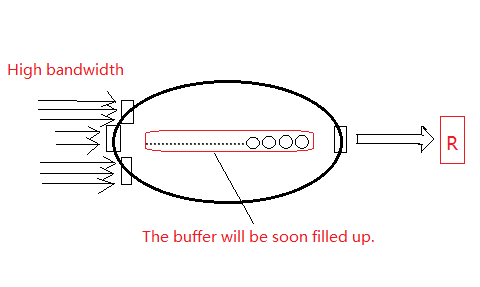 High bandwidth
R
The buffer will be soon filled up.